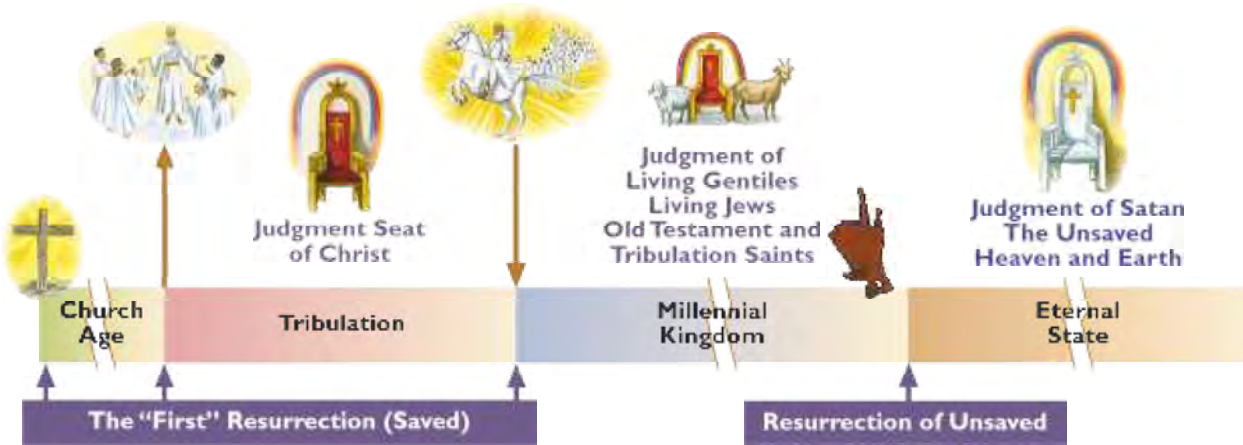 Judgment Seat
of Christ
Judgment of
Living Gentiles
Living Jews
Old Testament and
Tribulation Saints
Judgment of Satan
The Unsaved
Heaven and Earth
Church
Age
Tribulation
Millennial
Kingdom
Eternal
State
The “First” Resurrection (Saved)
Resurrection of Unsaved